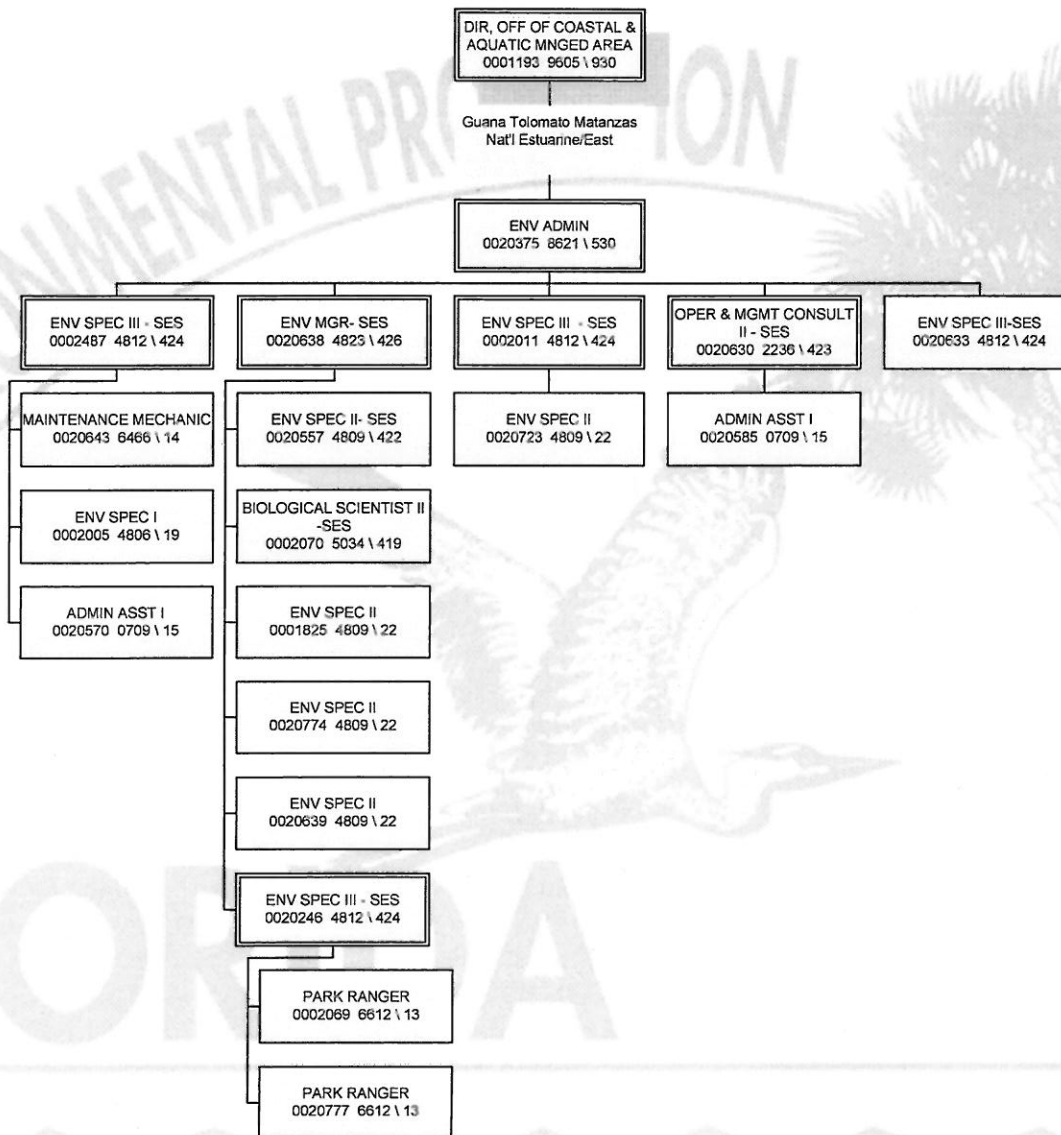 DIR, OFF OF COASTAL &
AQUATIC MNGED AREA
0001193 9605 \ 930
Guana Tolomato Matanzas
Nat'l Estuarine/East
ENV ADMIN
0020375 8621 \ 530
ENV SPEC III - SES
0002487 4812 \ 424
MAINTENANCE MECHANIC
0020643 6466 \ 14
ENV SPEC I
0002005 4806 \ 19
ADMIN ASST I
0020570 0709 \ 15
ENV MGR- SES
0020638 4823 \ 426
ENV SPEC II- SES
0020557 4809 \ 422
BIOLOGICAL SCIENTIST II
-SES
0002070 5034 \ 419
ENV SPEC II
0001825 4809 \ 22
ENV SPEC II
0020774 4809 \ 22
ENV SPEC II
0020639 4809 \ 22
ENV SPEC III - SES
0020246 4812 \ 424
PARK RANGER
0002069 6612 \ 13
PARK RANGER
0020777 6612 \ 13
ENV SPEC III - SES
0002011 4812 \ 424
ENV SPEC II
0020723 4809 \ 22
OPER & MGMT CONSULT
II - SES
0020630 2236 \ 423
ADMIN ASST I
0020585 0709 \ 15
ENV SPEC III-SES
0020633 4812 \ 424